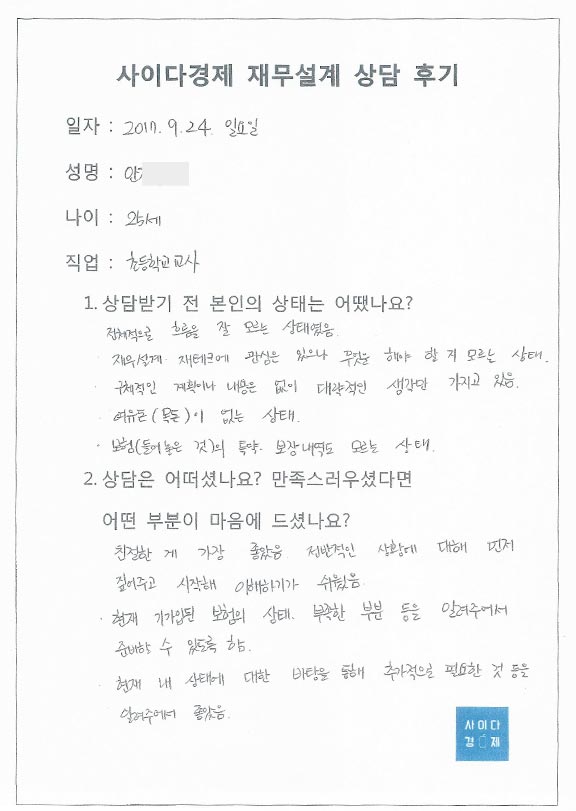 사이다경제 재무설계 상담 후기
일자 : 2017. 9. 24. 일요일
성명 : 안
나이 : 25세
직업 : 초등학교 교사
1. 상담받기 전 본인의 상태는 어땠나요?
전체적으로 흐름을 잘 모르는 상태였음.
· 재무설계· 재테크에 관심은 있으나 무엇을 해야 할 지 모르는 상태.
· 구체적인 계획이나 내용은 없이 대략적인 생각만 가지고 있음.
· 여유돈(목돈)이 없는 상태.
· 보험(들어놓은 것)의 특약· 보장내역도 모르는 상태.
2. 상담은 어떠셨나요? 만족스러우셨다면
어떤 부분이 마음에 드셨나요?
친절한 게 가장 좋았음 전반적인 상황에 대해 먼저
짚어주고 시작해 이해하기가 쉬웠음.
· 현재 기가입된 보험의 상태. 부족한 부분 등을 알려주어서
준비할 수 있도록 함.
· 현재 내 상태에 대한 바탕을 통해 추가적으로 필요한 것 등을
알려주어서 좋았음.
사이다
경제